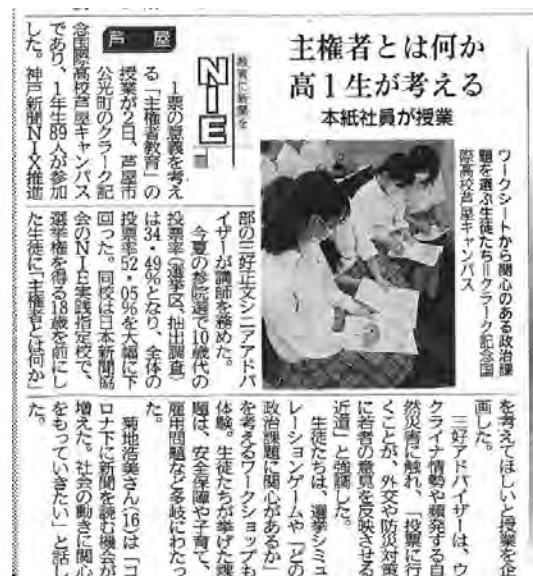 主権者とは何か
高1生が考える
本紙社員が授業
芦屋
教育に新聞を
NIE
ワークシートから関心のある政治課
題を選ぶ生徒たち＝クラーク記念国
際高校芦屋キャンパス
1票の意義を考え
る「主権者教育」の
授業が2日、芦屋市
公光町のクラーク記
念国際高校芦屋キャンパス
であり、1年生89人が参加
した。神戸新聞NIX推進
部の三好正文シニアアドバ
イザーが講師を務めた。
今夏の参院選で10歳代の
投票率（選挙区、抽出調査）
は34・49％となり、全体の
投票率52・05％を大幅に下
回った。同校は日本新聞協
会のNIE実践指定校で、
選挙権を得る18歳を前にし
た生徒に「主権者とは何か」
を考えてほしいと授業を企
画した。
三好アドバイザーは、ウ
クライナ情勢や頻発する自
然災害に触れ、「投票に行
くことが、外交や防災対策
に若者の意見を反映させる
近道」と強調した。
生徒たちは、選挙シミュ
レーションゲームや「どの
政治課題に関心があるか」
を考えるワークショップも
体験。生徒たちが挙げた課
題は、安全保障や子育て、
雇用問題など多岐にわたっ
た。
菊地浩美さん(16)は「コ
ロナ下に新聞を読む機会が
増えた。社会の動きに関心
をもっていきたい」と話し
た。